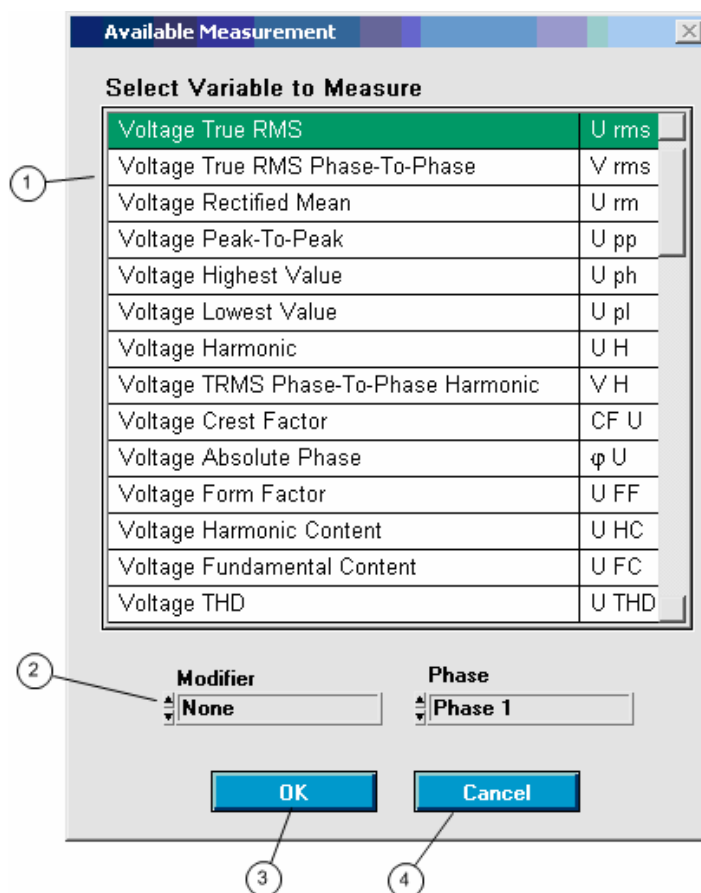 Available Measurement
Select Variable to Measure
Voltage True RMS U rms
1
Voltage True RMS Phase-To-Phase V rms
Voltage Rectified Mean U rm
Voltage Peak-To-Peak U pp
Voltage Highest Value U ph
Voltage Lowest Value U pl
Voltage Harmonic U H
Voltage TRMS Phase-To-Phase Harmonic V H
Voltage Crest Factor CF U
Voltage Absolute Phase φ U
Voltage Form Factor U FF
Voltage Harmonic Content U HC
Voltage Fundamental Content U FC
Voltage THD U THD
2
Modifier Phase
None Phase 1
OK Cancel
3 4